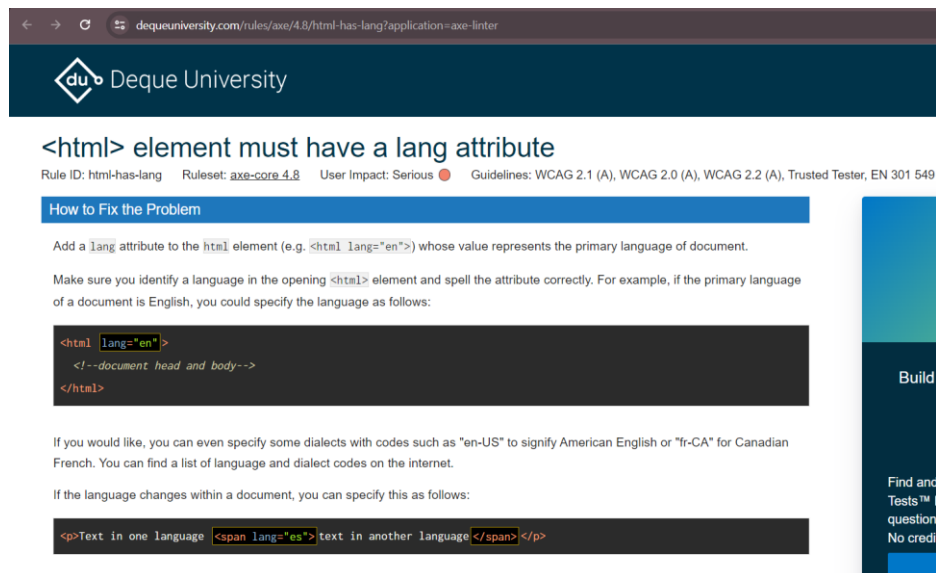 dequeuniversity.com/rules/axe/4.8/html-has-lang?application=axe-linter
du Deque University
<html> element must have a lang attribute
Rule ID: html-has-lang Ruleset: axe-core 4.8 User Impact: Serious Guidelines: WCAG 2.1 (A), WCAG 2.0 (A), WCAG 2.2 (A), Trusted Tester, EN 301 549
How to Fix the Problem
Add a lang attribute to the html element (e.g. <html lang="en">) whose value represents the primary language of document.
Make sure you identify a language in the opening <html> element and spell the attribute correctly. For example, if the primary language
of a document is English, you could specify the language as follows:
<html lang="en">
<!--document head and body-->
</html>
If you would like, you can even specify some dialects with codes such as "en-US" to signify American English or "fr-CA" for Canadian
French. You can find a list of language and dialect codes on the internet.
If the language changes within a document, you can specify this as follows:
<p>Text in one language <span lang="es">text in another language</span></p>
Build
Find and
Tests™
question
No credi